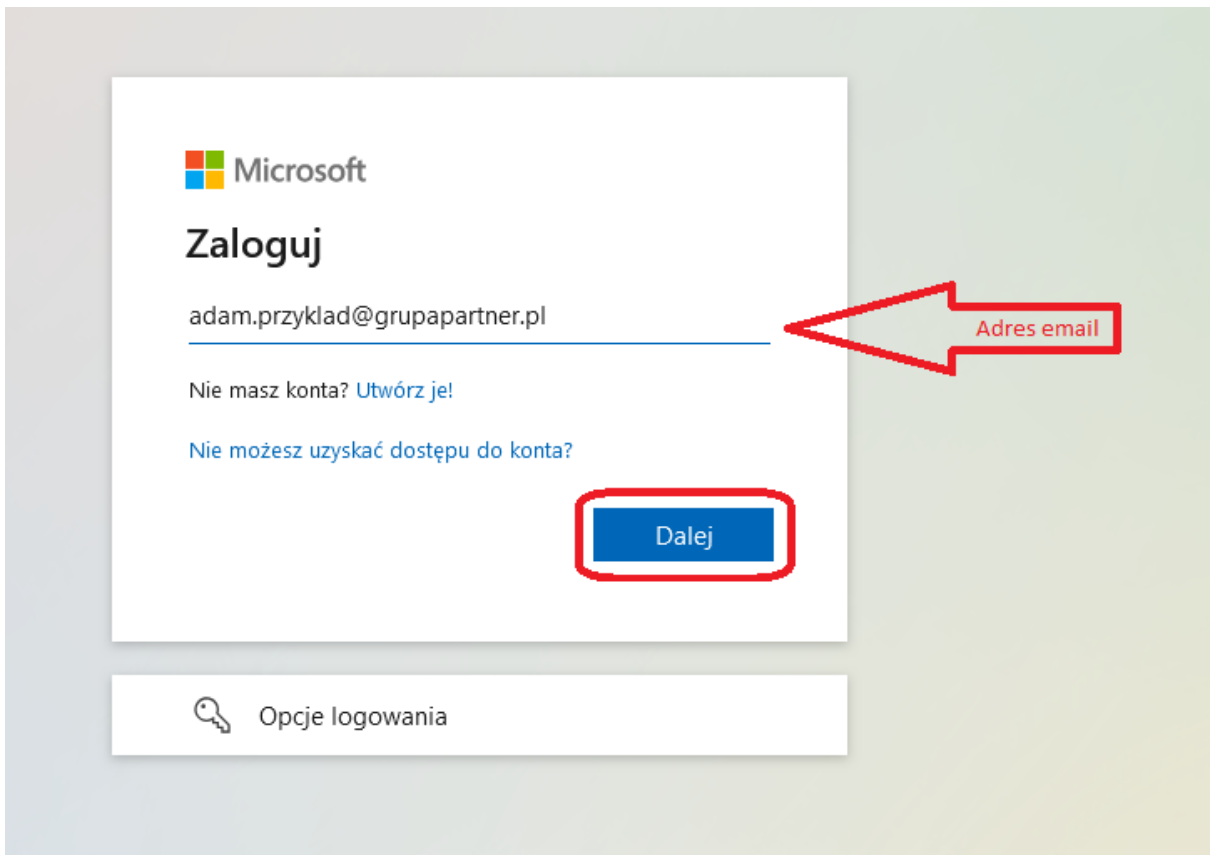 Microsoft
Zaloguj
adam.przyklad@grupapartner.pl
Adres email
Nie masz konta? Utwórz je!
Nie możesz uzyskać dostępu do konta?
Dalej
Opcje logowania